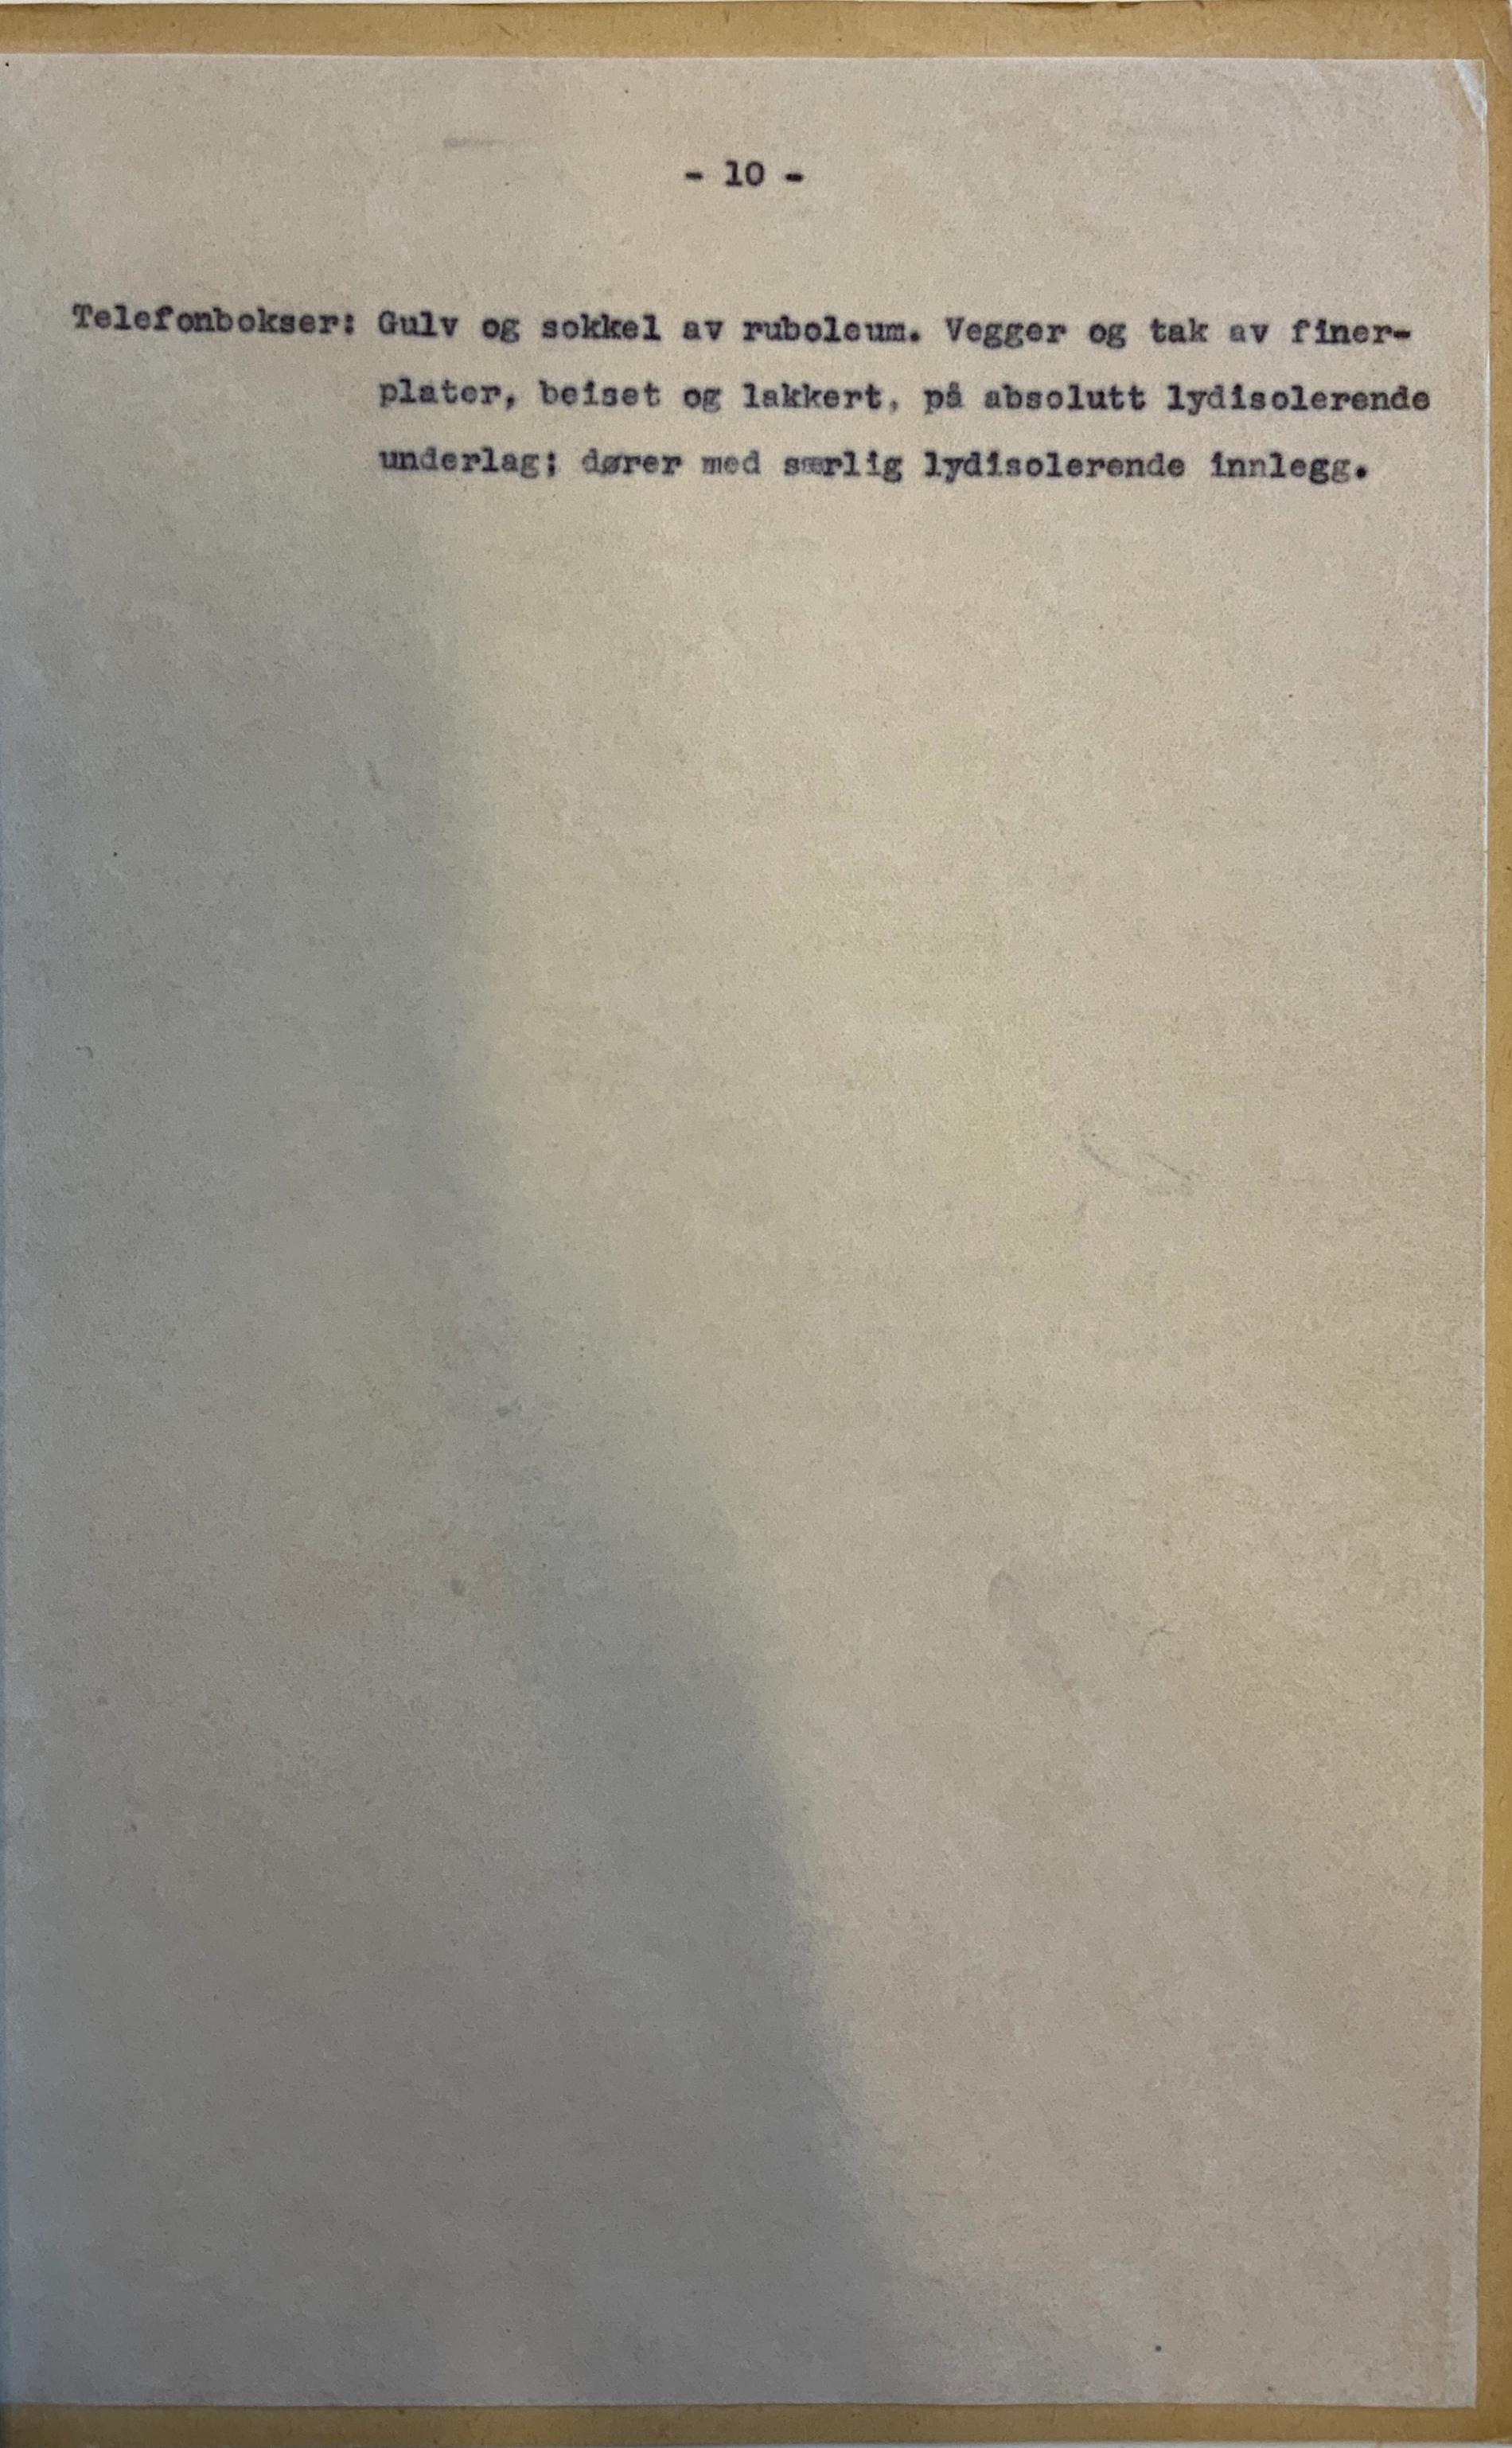 - 10 -
Telefonbokser: Gulv og sokkel av ruboleum. Vegger og tak av finer-
plater, beiset og lakkert, på absolutt lydisolerende
underlag; dører med særlig lydisolerende innlegg.